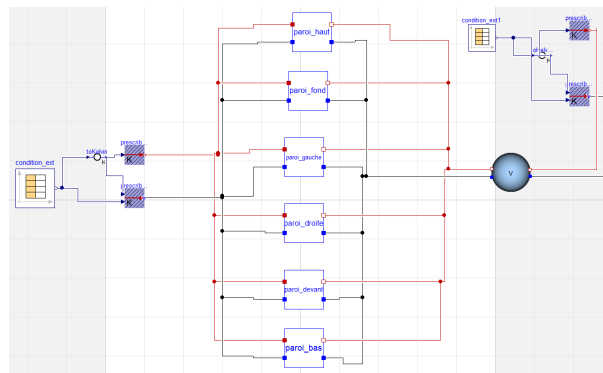 paroi_haut
condition_ext1
prescrib...
K
prescrib...
K
paroi_fond
paroi_gauche
condition_ext
toKelvin
K
prescrib...
K
prescrib...
K
V
paroi_droite
paroi_devant
paroi_bas